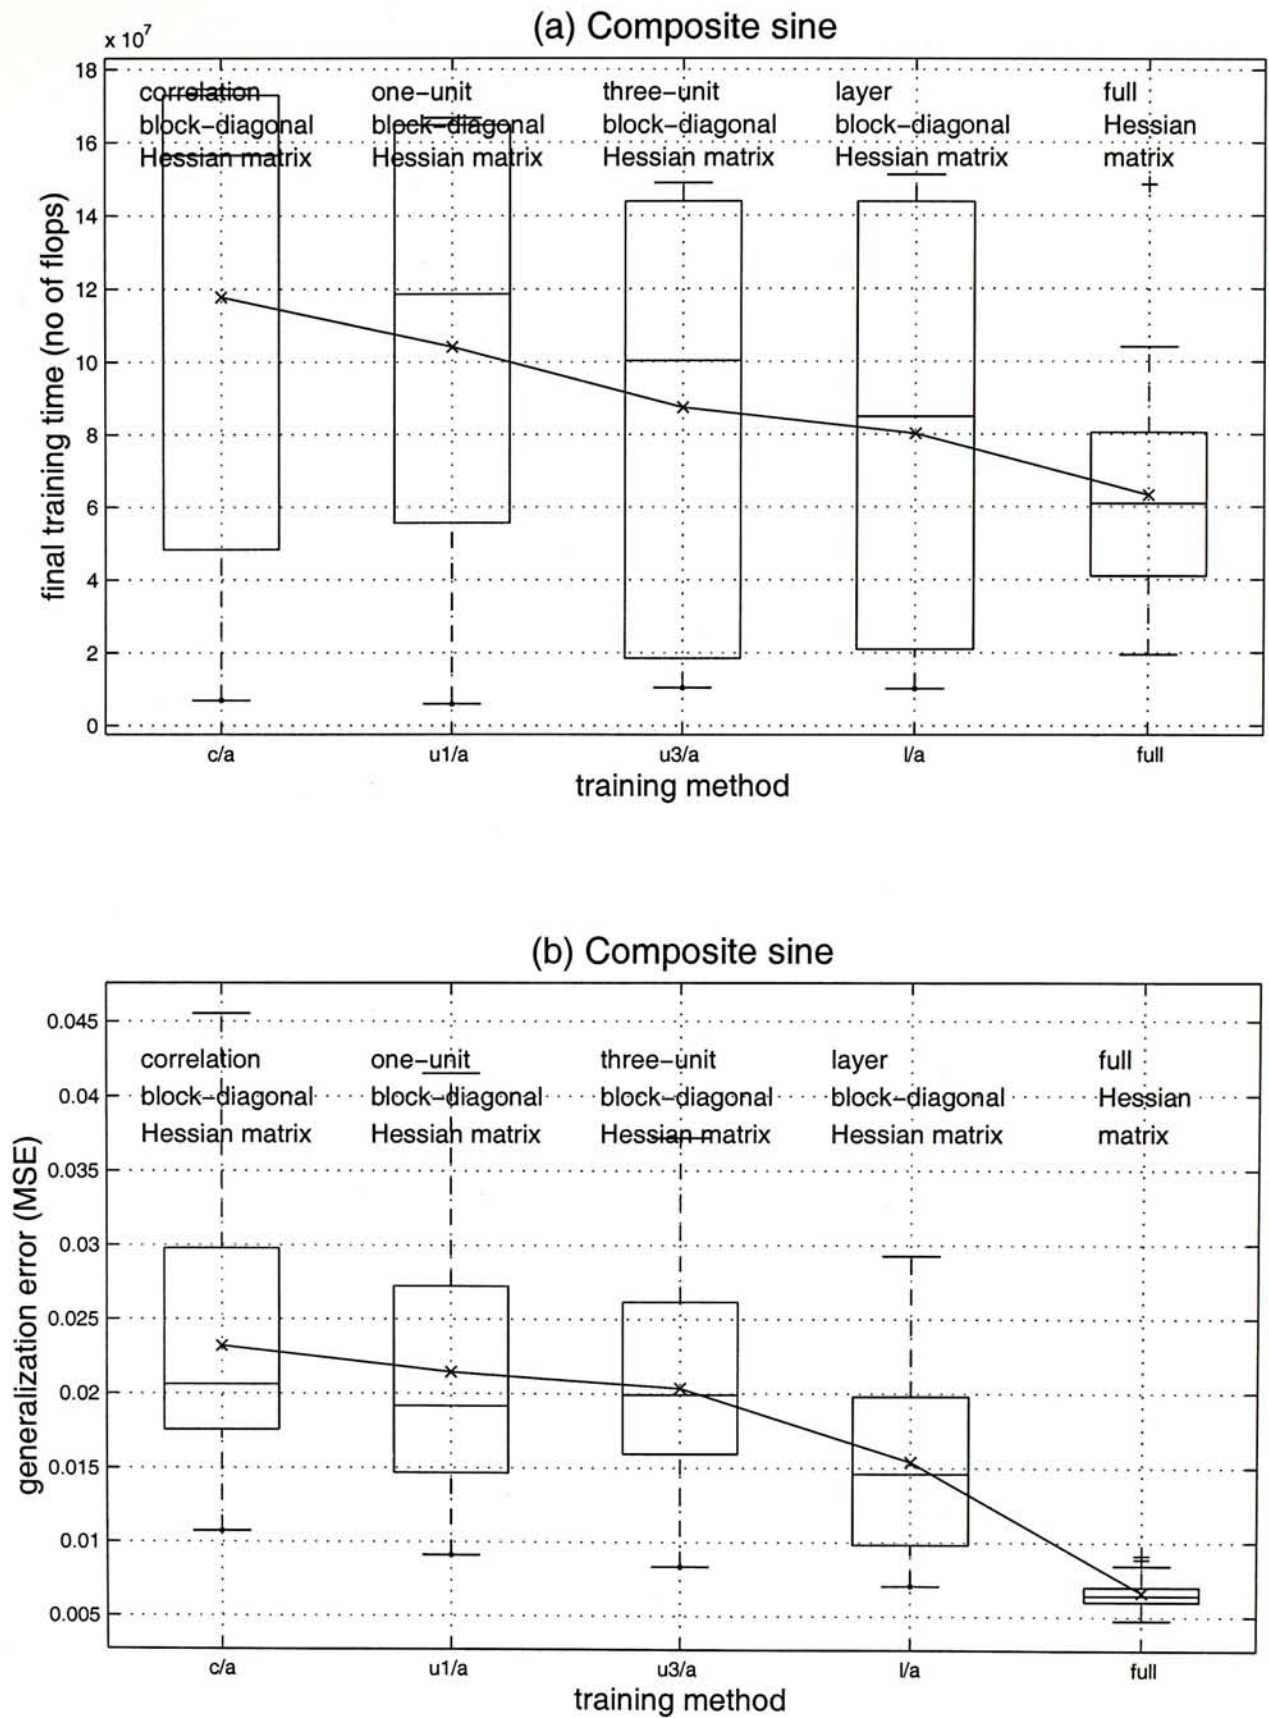 (a) Composite sine
x 10^7
18
16
14
12
10
8
6
4
2
0
final training time (no of flops)
correlation
block-diagonal
Hessian matrix
one-unit
block-diagonal
Hessian matrix
three-unit
block-diagonal
Hessian matrix
layer
block-diagonal
Hessian matrix
full
Hessian
matrix
c/a
u1/a
u3/a
l/a
full
training method
(b) Composite sine
0.045
0.04
0.035
0.03
0.025
0.02
0.015
0.01
0.005
generalization error (MSE)
correlation
block-diagonal
Hessian matrix
one-unit
block-diagonal
Hessian matrix
three-unit
block-diagonal
Hessian matrix
layer
block-diagonal
Hessian matrix
full
Hessian
matrix
c/a
u1/a
u3/a
l/a
full
training method